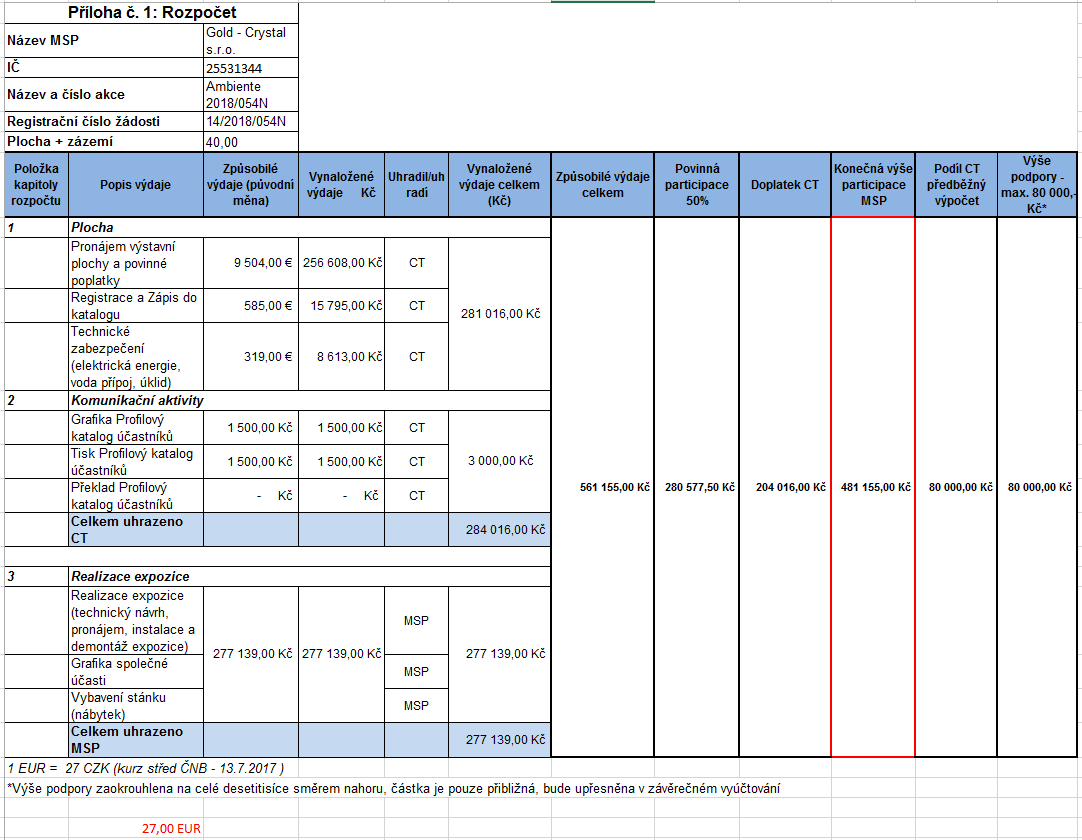 Příloha č. 1: Rozpočet
Název MSP
Gold - Crystal
s.r.o.
IČ
25531344
Název a číslo akce
Ambiente
2018/054N
Registrační číslo žádosti
14/2018/054N
Plocha + zázemí
40,00
Položka
kapitoly
rozpočtu
Popis výdaje
Způsobilé
výdaje (původní
měna)
Vynaložené
výdaje Kč
Uhradil/uh
radí
Vynaložené
výdaje celkem
(Kč)
Způsobilé výdaje
celkem
Povinná
participace
50%
Doplatek CT
Konečná výše
participace
MSP
Podíl CT
předběžný
výpočet
Výše
podpory -
max. 80 000,-
Kč*
1
Plocha
Pronájem výstavní
plochy a povinné
poplatky
9 504,00 €
256 608,00 Kč
CT
Registrace a Zápis do
katalogu
585,00 €
15 795,00 Kč
CT
281 016,00 Kč
Technické
zabezpečení
(elektrická energie,
voda přípoj, úklid)
319,00 €
8 613,00 Kč
CT
2
Komunikační aktivity
Grafika Profilový
katalog účastníků
1 500,00 Kč
1 500,00 Kč
CT
Tisk Profilový katalog
účastníků
1 500,00 Kč
1 500,00 Kč
CT
3 000,00 Kč
Překlad Profilový
katalog účastníků
- Kč
- Kč
CT
561 155,00 Kč
280 577,50 Kč
204 016,00 Kč
481 155,00 Kč
80 000,00 Kč
80 000,00 Kč
Celkem uhrazeno
CT
284 016,00 Kč
3
Realizace expozice
Realizace expozice
(technický návrh,
pronájem, instalace a
demontáž expozice)
MSP
277 139,00 Kč
277 139,00 Kč
277 139,00 Kč
Grafika společné
účasti
MSP
Vybavení stánku
(nábytek)
MSP
Celkem uhrazeno
MSP
277 139,00 Kč
1 EUR = 27 CZK (kurz střed ČNB - 13.7.2017 )
*Výše podpory zaokrouhlena na celé desetitisíce směrem nahoru, částka je pouze přibližná, bude upřesněna v závěrečném vyúčtování
27,00 EUR